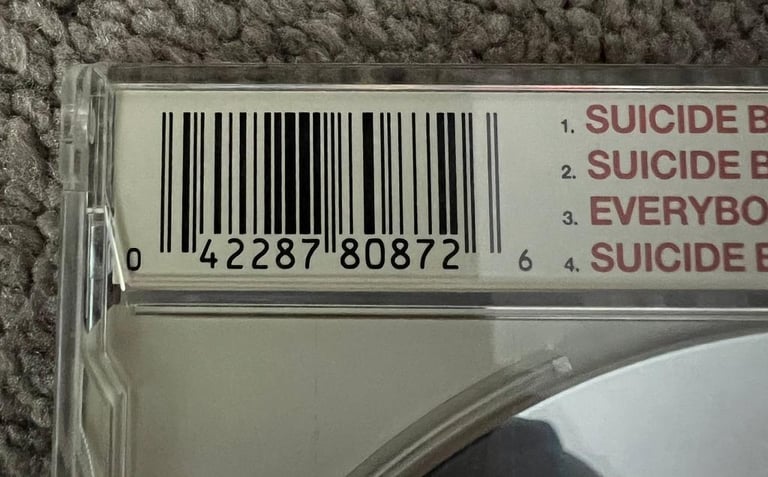 0 42287 80872 6
1. SUICIDE B
2. SUICIDE B
3. EVERYBO
4. SUICIDE B